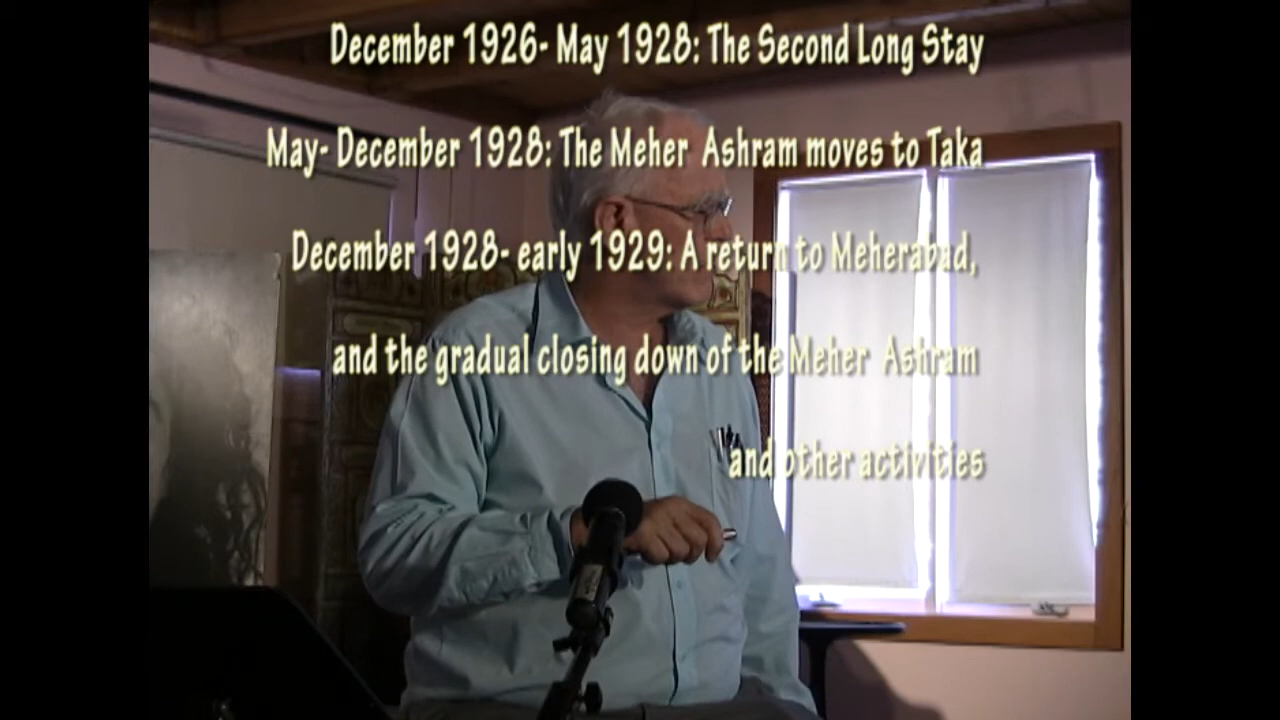 December 1926- May 1928: The Second Long Stay
May- December 1928: The Meher Ashram moves to Taka
December 1928- early 1929: A return to Meherabad,
and the gradual closing down of the Meher Ashram
and other activities